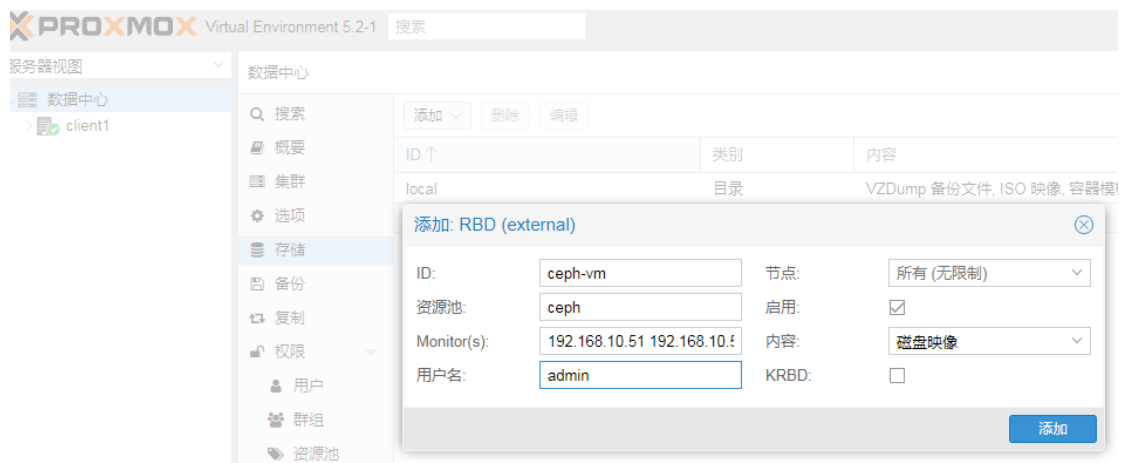 PROXMOX Virtual Environment 5.2-1 搜索
服务器视图
数据中心
client1
数据中心
搜索
概要
集群
选项
存储
备份
复制
权限
用户
群组
资源池
添加 删除 编辑
ID 类别 内容
local 目录 VZDump 备份文件, ISO 映像, 容器模
添加: RBD (external)
ID: ceph-vm 节点: 所有 (无限制)
资源池: ceph 启用:
Monitor(s): 192.168.10.51 192.168.10.5 内容: 磁盘映像
用户名: admin KRBD:
添加